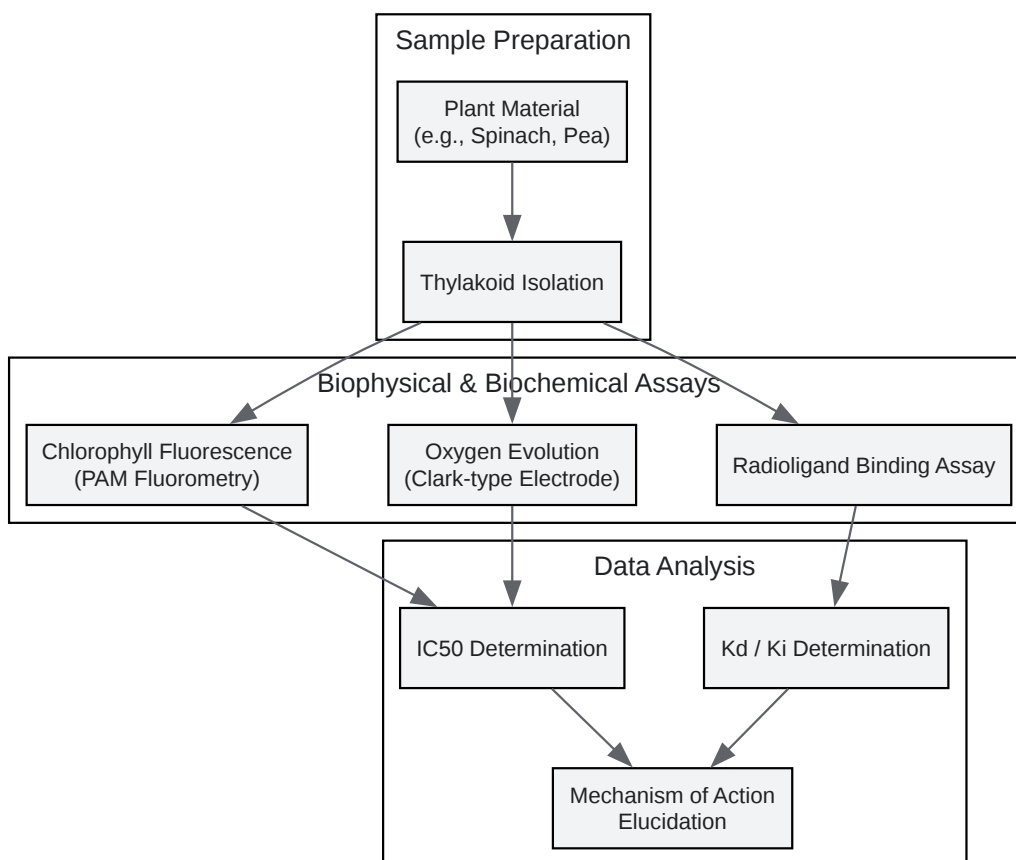 Sample Preparation
Plant Material
(e.g., Spinach, Pea)
Thylakoid Isolation
Biophysical & Biochemical Assays
Chlorophyll Fluorescence
(PAM Fluorometry)
Oxygen Evolution
(Clark-type Electrode)
Radioligand Binding Assay
Data Analysis
IC50 Determination
Kd / Ki Determination
Mechanism of Action
Elucidation